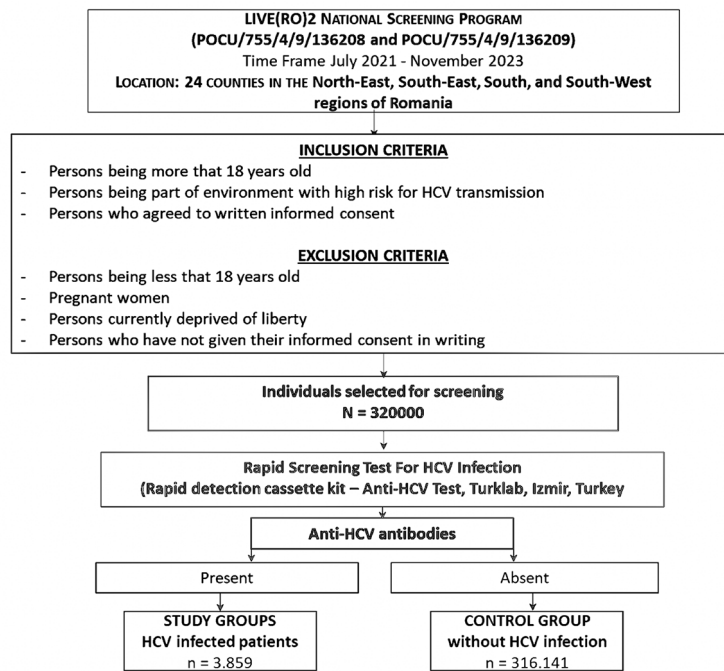 LIVE(RO)2 NATIONAL SCREENING PROGRAM
(POCU/755/4/9/136208 and POCU/755/4/9/136209)
Time Frame July 2021 - November 2023
LOCATION: 24 COUNTIES IN THE North-East, South-East, South, and South-West
regions of Romania
INCLUSION CRITERIA
- Persons being more that 18 years old
- Persons being part of environment with high risk for HCV transmission
- Persons who agreed to written informed consent
EXCLUSION CRITERIA
- Persons being less that 18 years old
- Pregnant women
- Persons currently deprived of liberty
- Persons who have not given their informed consent in writing
Individuals selected for screening
N = 320000
Rapid Screening Test For HCV Infection
(Rapid detection cassette kit – Anti-HCV Test, Turklab, Izmir, Turkey
Anti-HCV antibodies
Present
Absent
STUDY GROUPS
HCV infected patients
n = 3.859
CONTROL GROUP
without HCV infection
n = 316.141